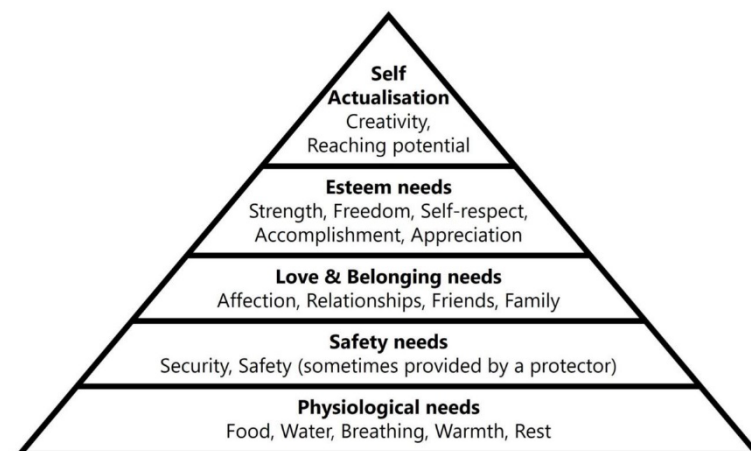 Self
Actualisation
Creativity,
Reaching potential
Esteem needs
Strength, Freedom, Self-respect,
Accomplishment, Appreciation
Love & Belonging needs
Affection, Relationships, Friends, Family
Safety needs
Security, Safety (sometimes provided by a protector)
Physiological needs
Food, Water, Breathing, Warmth, Rest